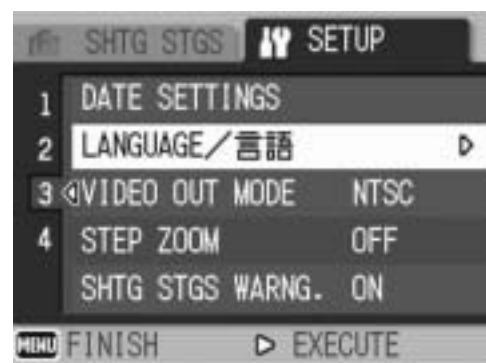 SHTG STGS SETUP
1 DATE SETTINGS
2 LANGUAGE／言語
3 VIDEO OUT MODE NTSC
4 STEP ZOOM OFF
SHTG STGS WARNG. ON
MENU FINISH EXECUTE